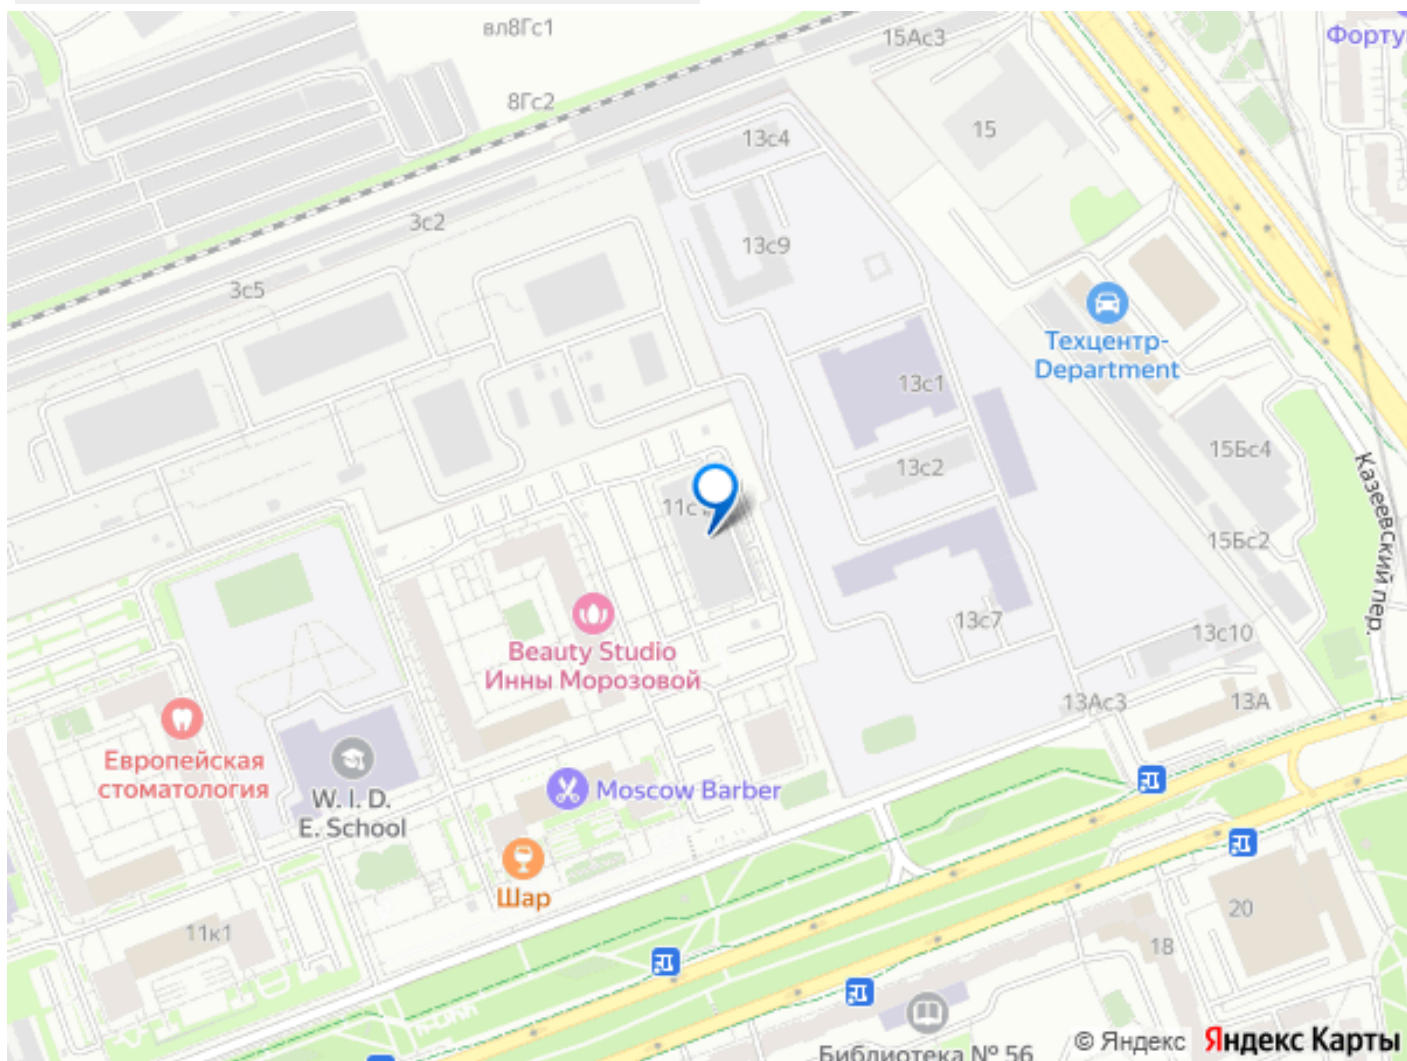 вл8Гс1
15Ас3
8Гс2
15
13с4
3с2
13с9
3с5
Техцентр-
Department
13с1
15Бс4
13с2
Казеевский пер.
15Бс2
Beauty Studio
Инны Морозовой
13с7
13с10
13Ас3
13А
Европейская
стоматология
W. I. D.
E. School
Moscow Barber
Шар
11к1
20
18
Библиотека № 56
© Яндекс Яндекс Карты